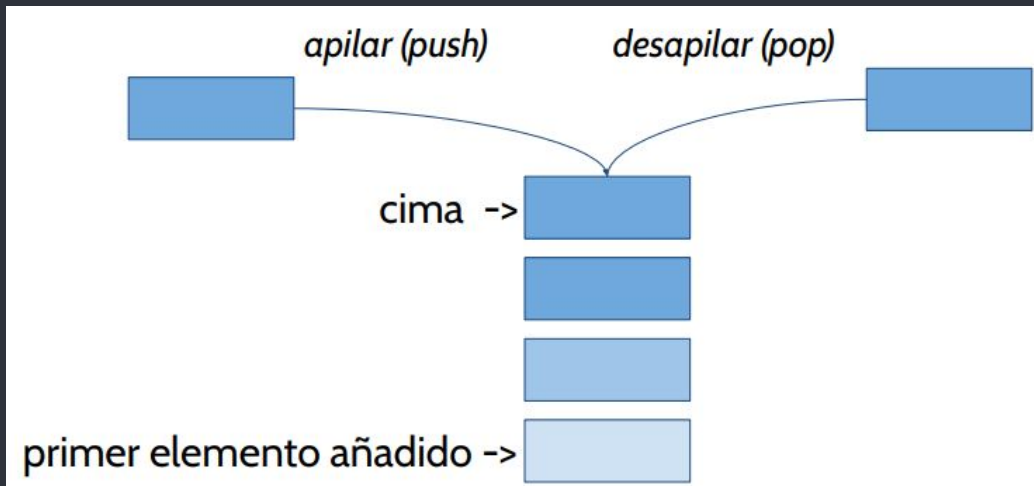 apilar (push)
desapilar (pop)
cima ->
primer elemento añadido ->